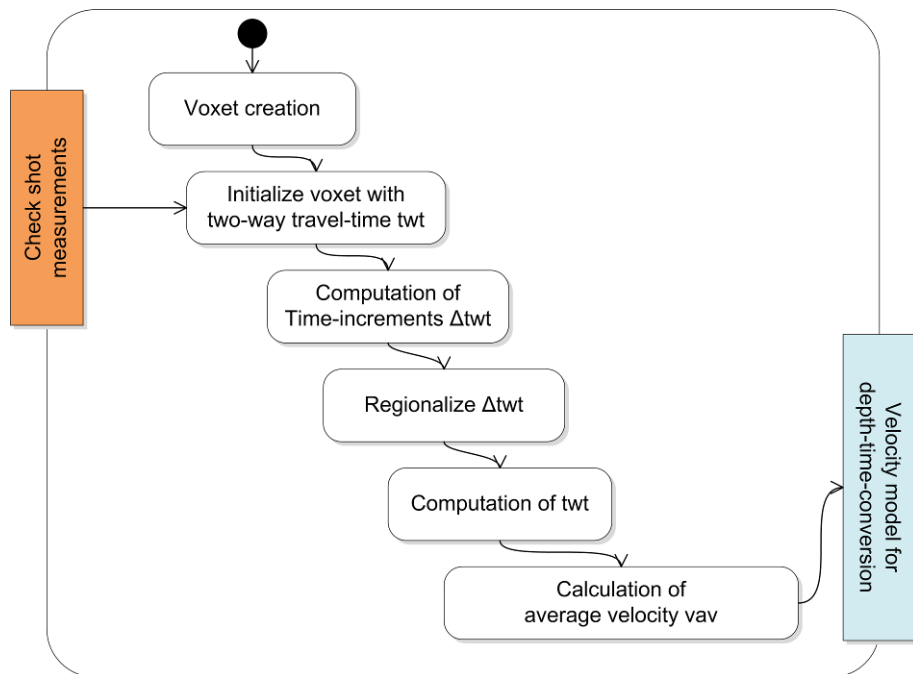 Voxet creation
Check shot
measurements
Initialize voxet with
two-way travel-time twt
Computation of
Time-increments Δtwt
Regionalize Δtwt
Computation of twt
Calculation of
average velocity vav
Velocity model for
depth-time-conversion